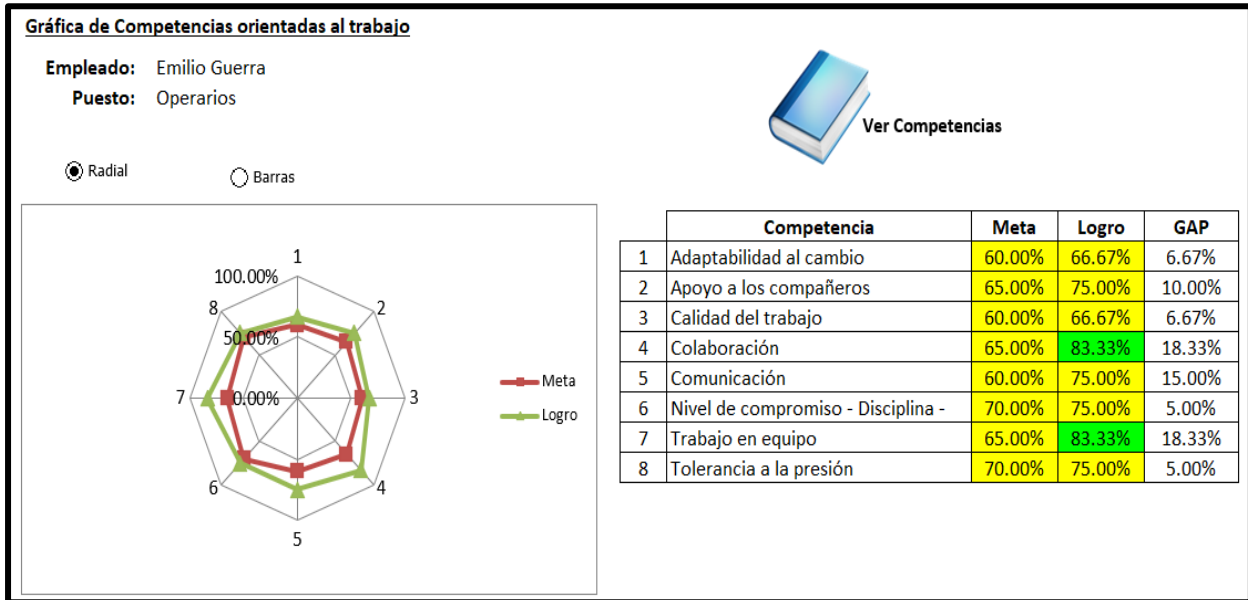 Gráfica de Competencias orientadas al trabajo
Empleado: Emilio Guerra
Puesto: Operarios
Ver Competencias
Radial
Barras
1
100.00%
8
2
50.00%
7
0.00%
3
6
4
5
Meta
Logro
Competencia Meta Logro GAP
1 Adaptabilidad al cambio 60.00% 66.67% 6.67%
2 Apoyo a los compañeros 65.00% 75.00% 10.00%
3 Calidad del trabajo 60.00% 66.67% 6.67%
4 Colaboración 65.00% 83.33% 18.33%
5 Comunicación 60.00% 75.00% 15.00%
6 Nivel de compromiso - Disciplina - 70.00% 75.00% 5.00%
7 Trabajo en equipo 65.00% 83.33% 18.33%
8 Tolerancia a la presión 70.00% 75.00% 5.00%